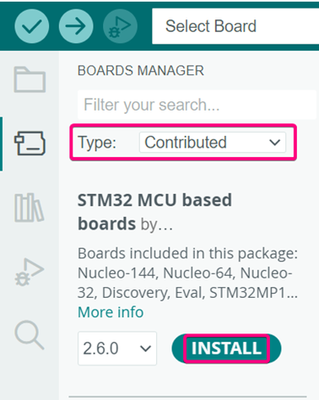 Select Board
BOARDS MANAGER
Filter your search...
Type: Contributed
STM32 MCU based
boards by...
Boards included in this package:
Nucleo-144, Nucleo-64, Nucleo-
32, Discovery, Eval, STM32MP1...
More info
2.6.0 INSTALL